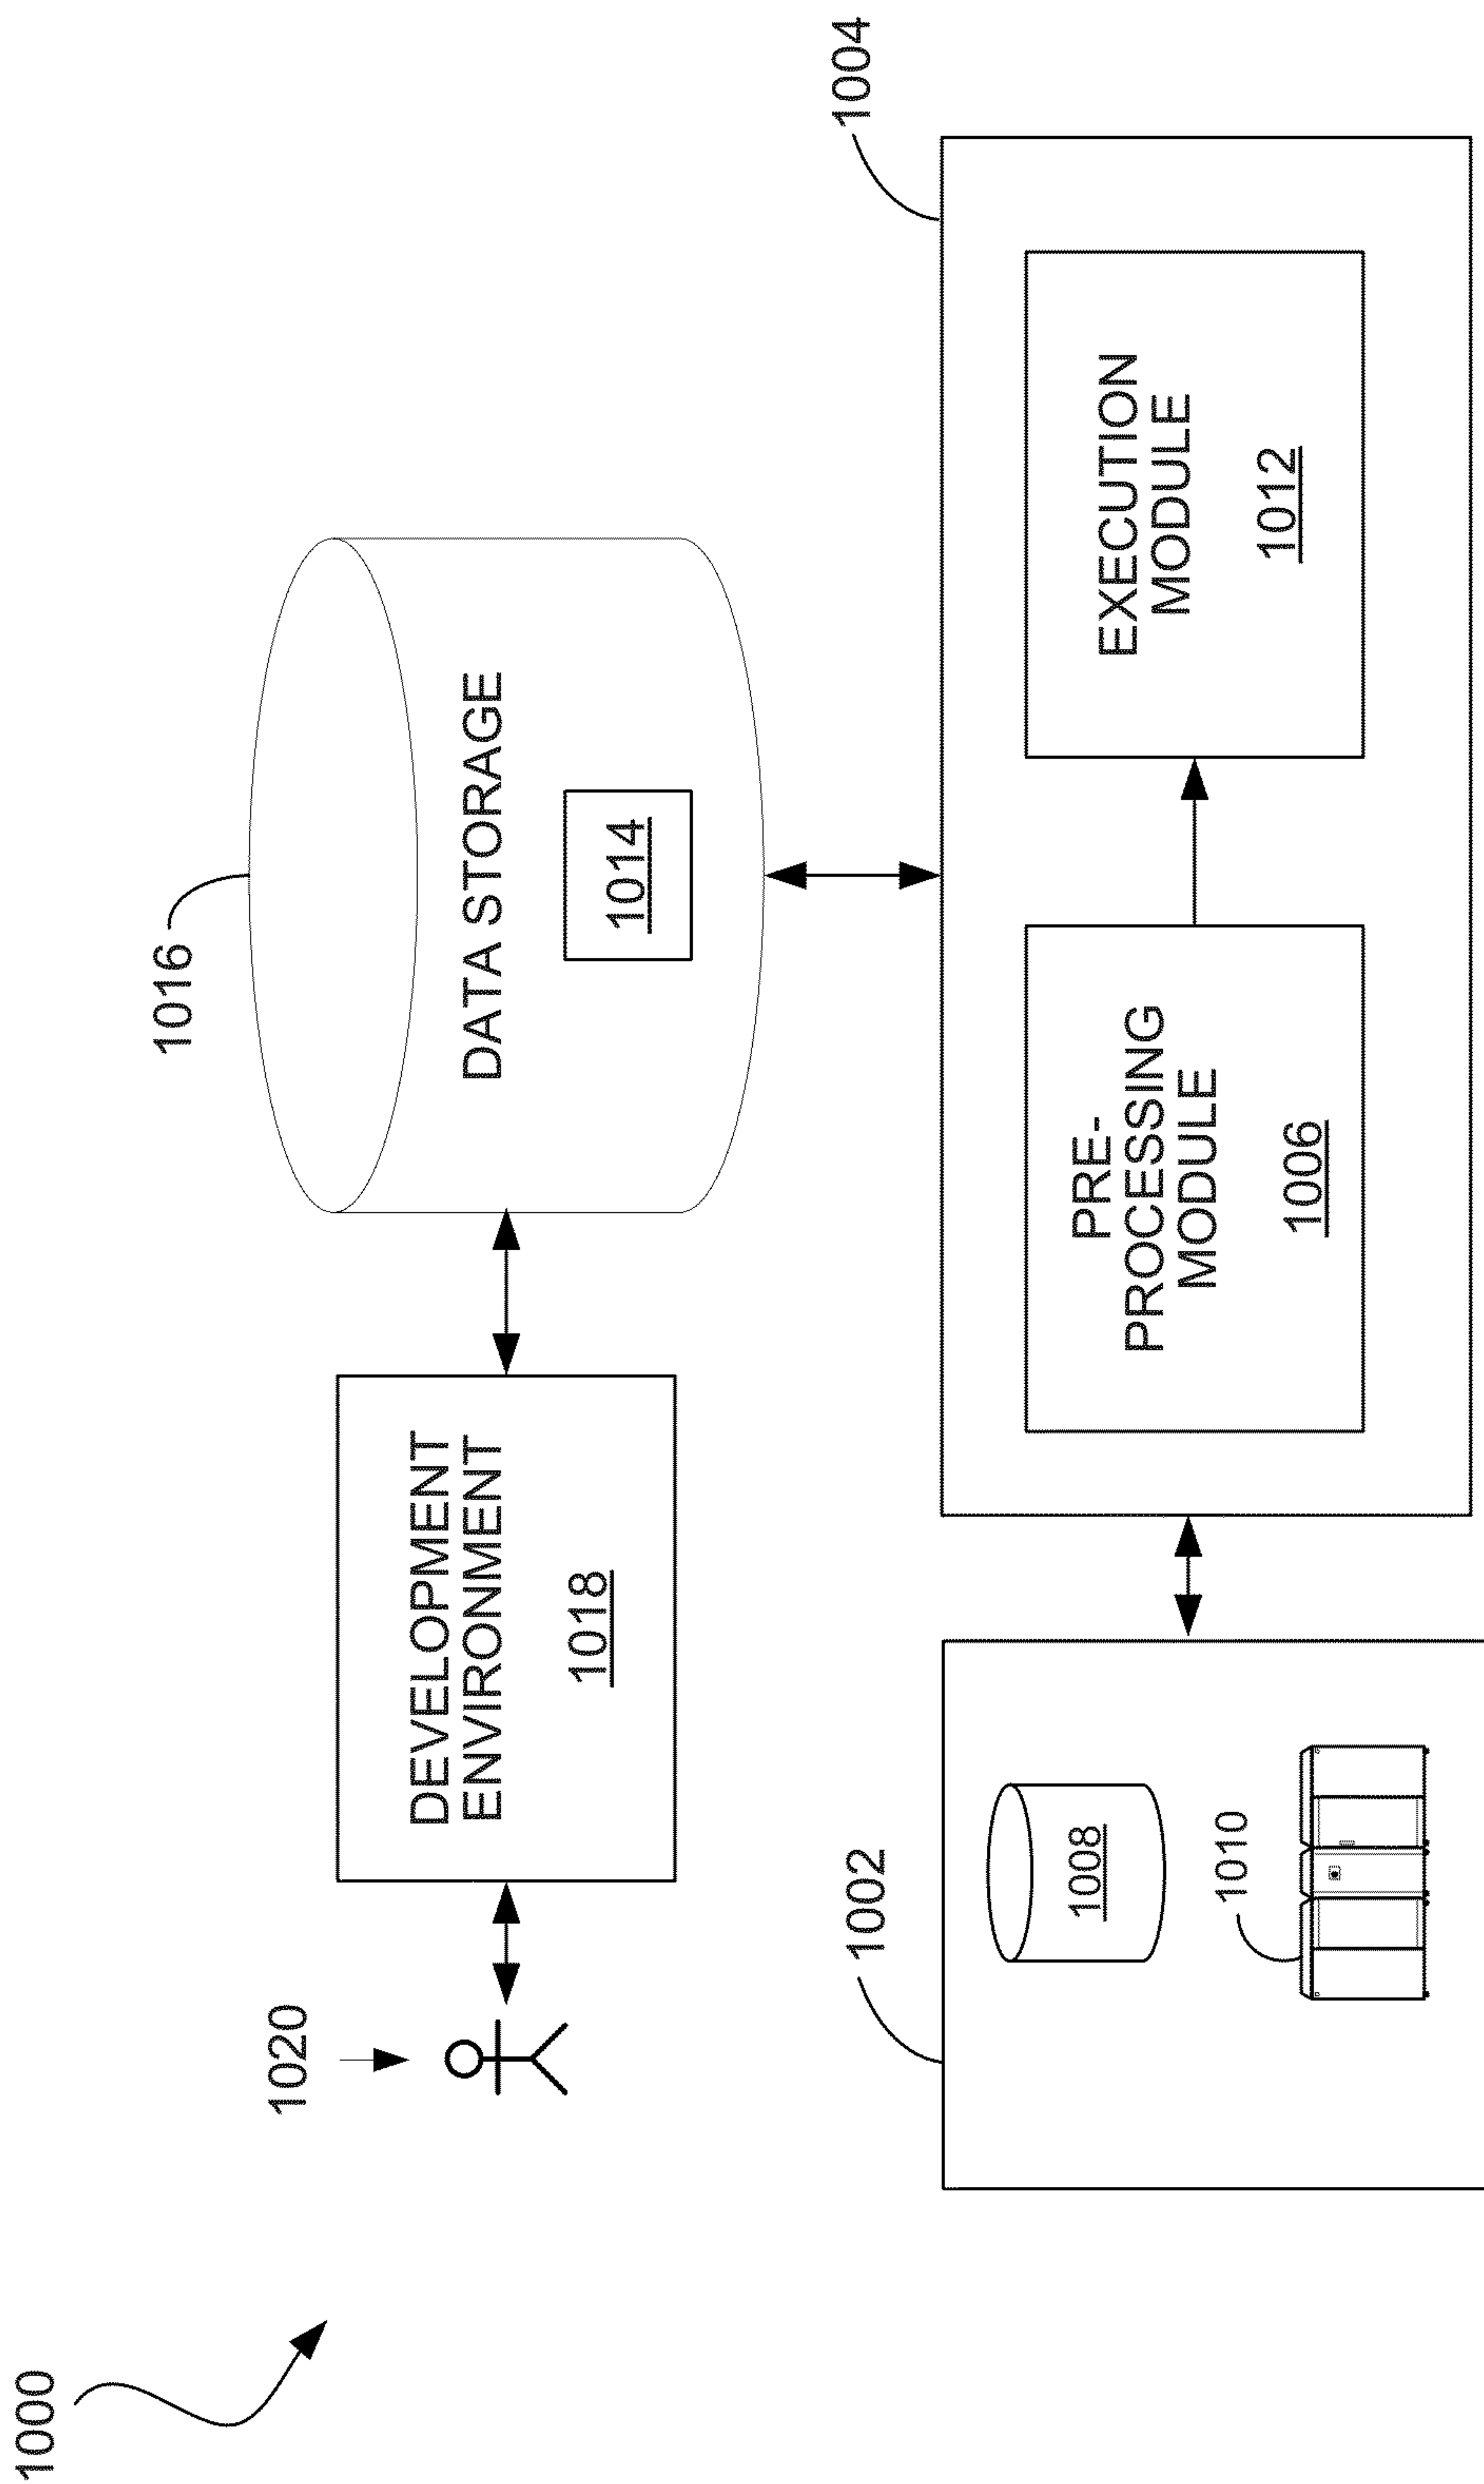 1000
1020
DEVELOPMENT
ENVIRONMENT
1018
1016
DATA STORAGE
1014
1002
1008
1010
1004
PRE-
PROCESSING
MODULE
1006
EXECUTION
MODULE
1012